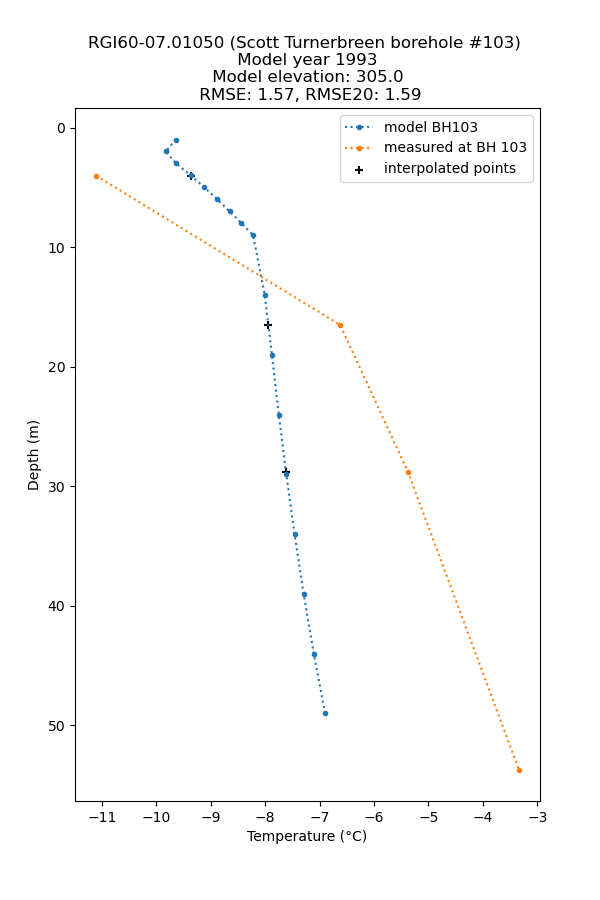 RGI60-07.01050 (Scott Turnerbreen borehole #103)
Model year 1993
Model elevation: 305.0
RMSE: 1.57, RMSE20: 1.59
model BH103
measured at BH 103
interpolated points
0
10
20
30
40
50
Depth (m)
−11 −10 −9 −8 −7 −6 −5 −4 −3
Temperature (°C)